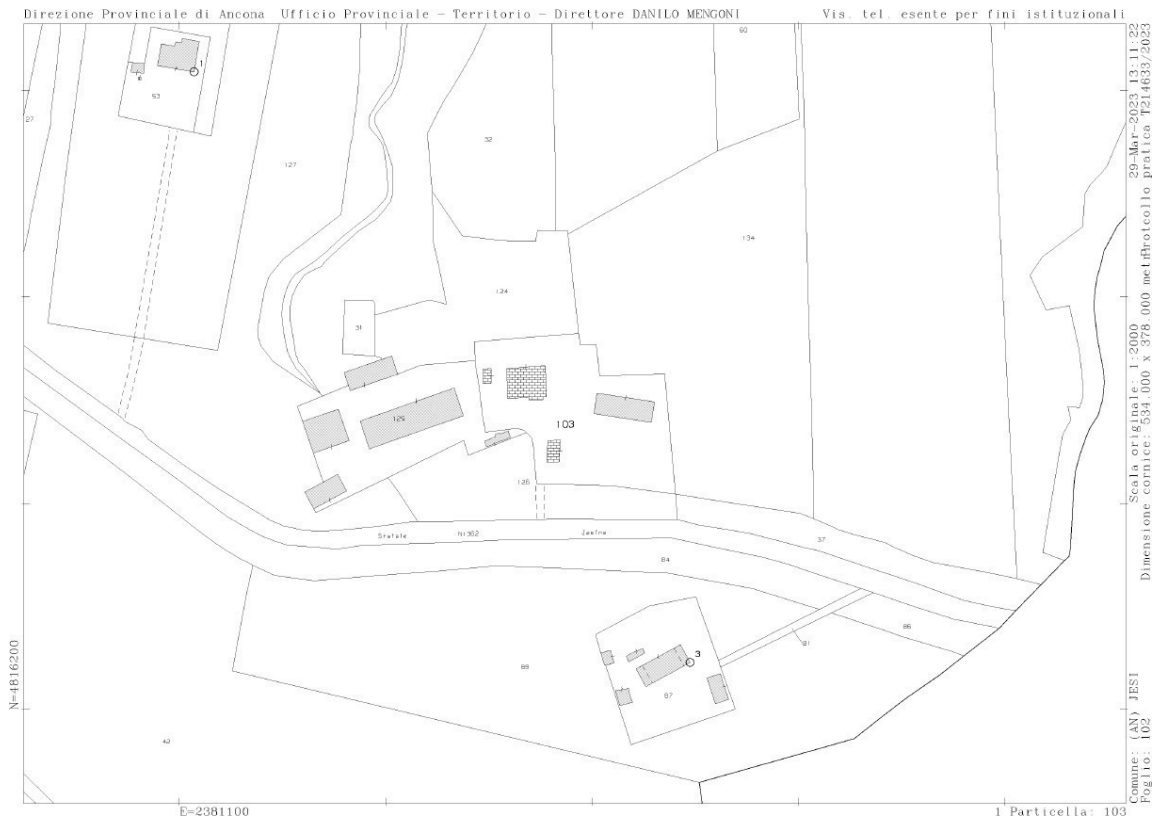 Direzione Provinciale di Ancona Ufficio Provinciale - Territorio - Direttore DANILO MENGONI
Vis. tel. esente per fini istituzionali
60
1
63
27
127
32
134
124
31
125
103
126
Statale N1362 Jesina
37
84
86
91
3
89
87
42
N=4816200
E=2381100
1 Particella: 103
29-Mar-2023 13:11:22
Protocollo pratica T214633/2023
Scala originale: 1:2000
Dimensione cornice: 534.000 x 378.000 metri
Comune: (AN) JESI
Foglio: 102